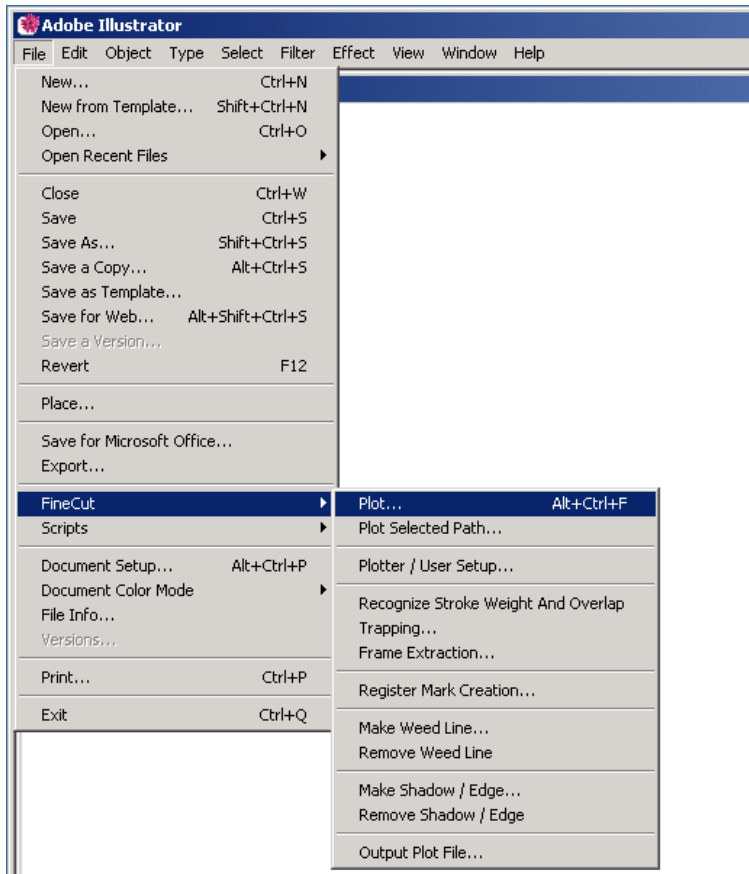 Adobe Illustrator
File Edit Object Type Select Filter Effect View Window Help
New... Ctrl+N
New from Template... Shift+Ctrl+N
Open... Ctrl+O
Open Recent Files
Close Ctrl+W
Save Ctrl+S
Save As... Shift+Ctrl+S
Save a Copy... Alt+Ctrl+S
Save as Template...
Save for Web... Alt+Shift+Ctrl+S
Save a Version...
Revert F12
Place...
Save for Microsoft Office...
Export...
FineCut
Scripts
Document Setup... Alt+Ctrl+P
Document Color Mode
File Info...
Versions...
Print... Ctrl+P
Exit Ctrl+Q
Plot... Alt+Ctrl+F
Plot Selected Path...
Plotter / User Setup...
Recognize Stroke Weight And Overlap
Trapping...
Frame Extraction...
Register Mark Creation...
Make Weed Line...
Remove Weed Line
Make Shadow / Edge...
Remove Shadow / Edge
Output Plot File...